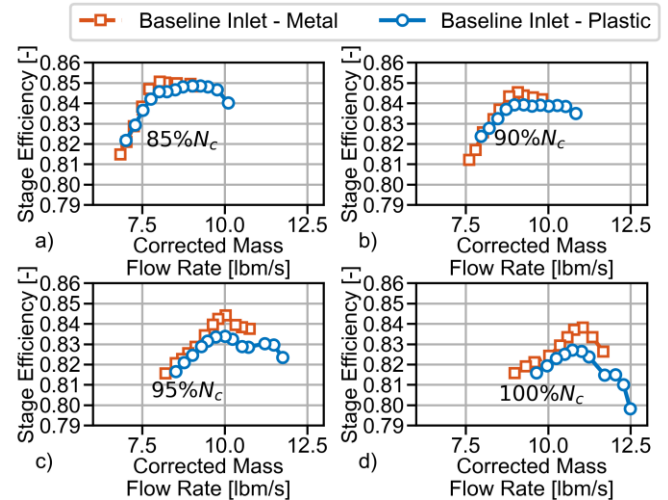 Baseline Inlet - Metal Baseline Inlet - Plastic
Stage Efficiency [-]
0.86
0.85
0.84
0.83
0.82
0.81
0.80
0.79
85%N_c
7.5 10.0 12.5
a)
Corrected Mass
Flow Rate [lbm/s]
Stage Efficiency [-]
0.86
0.85
0.84
0.83
0.82
0.81
0.80
0.79
90%N_c
7.5 10.0 12.5
b)
Corrected Mass
Flow Rate [lbm/s]
Stage Efficiency [-]
0.86
0.85
0.84
0.83
0.82
0.81
0.80
0.79
95%N_c
7.5 10.0 12.5
c)
Corrected Mass
Flow Rate [lbm/s]
Stage Efficiency [-]
0.86
0.85
0.84
0.83
0.82
0.81
0.80
0.79
100%N_c
7.5 10.0 12.5
d)
Corrected Mass
Flow Rate [lbm/s]